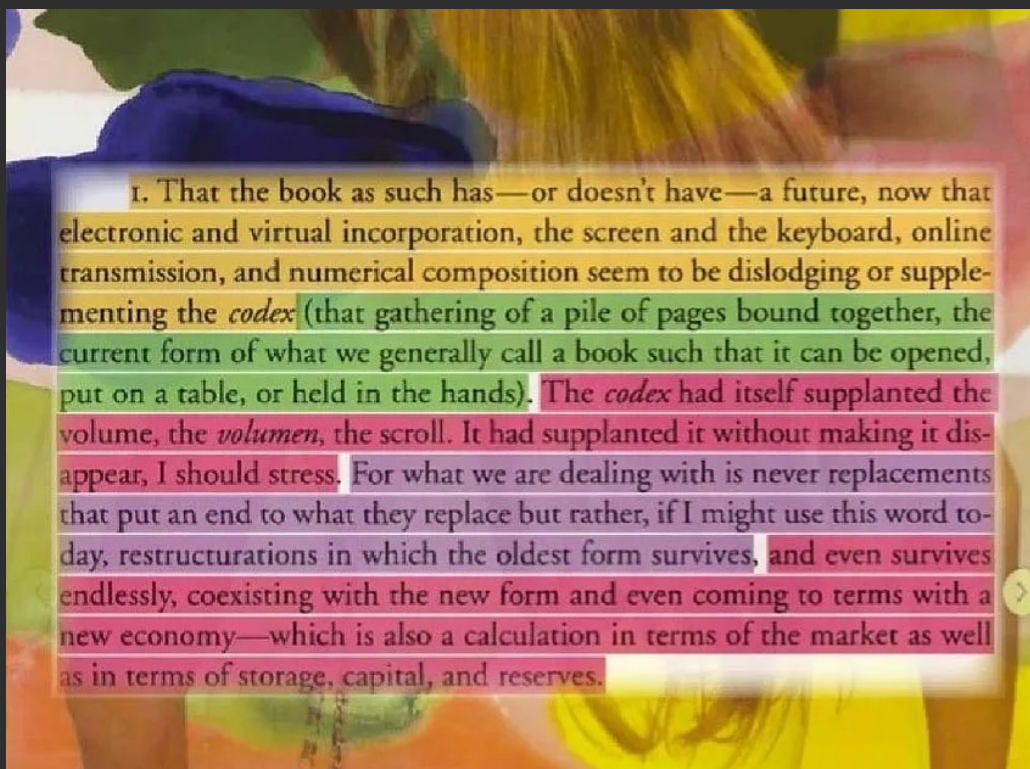 1. That the book as such has—or doesn't have—a future, now that
electronic and virtual incorporation, the screen and the keyboard, online
transmission, and numerical composition seem to be dislodging or supple-
menting the codex (that gathering of a pile of pages bound together, the
current form of what we generally call a book such that it can be opened,
put on a table, or held in the hands). The codex had itself supplanted the
volume, the volumen, the scroll. It had supplanted it without making it dis-
appear, I should stress. For what we are dealing with is never replacements
that put an end to what they replace but rather, if I might use this word to-
day, restructurations in which the oldest form survives, and even survives
endlessly, coexisting with the new form and even coming to terms with a
new economy—which is also a calculation in terms of the market as well
as in terms of storage, capital, and reserves.